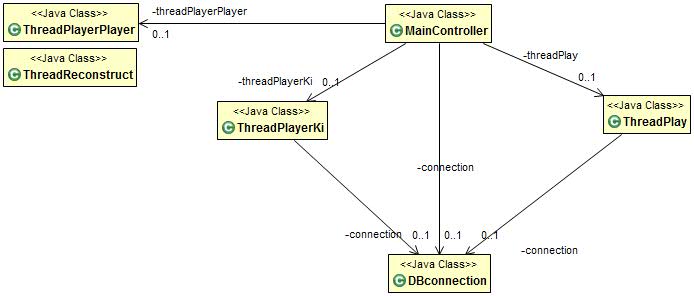 <<Java Class>>
ThreadPlayerPlayer
-threadPlayerPlayer
0..1
<<Java Class>>
MainController
<<Java Class>>
ThreadReconstruct
-threadPlayerKi
0..1
-threadPlay
0..1
<<Java Class>>
ThreadPlayerKi
<<Java Class>>
ThreadPlay
-connection
-connection
0..1
0..1
0..1
-connection
<<Java Class>>
DBconnection